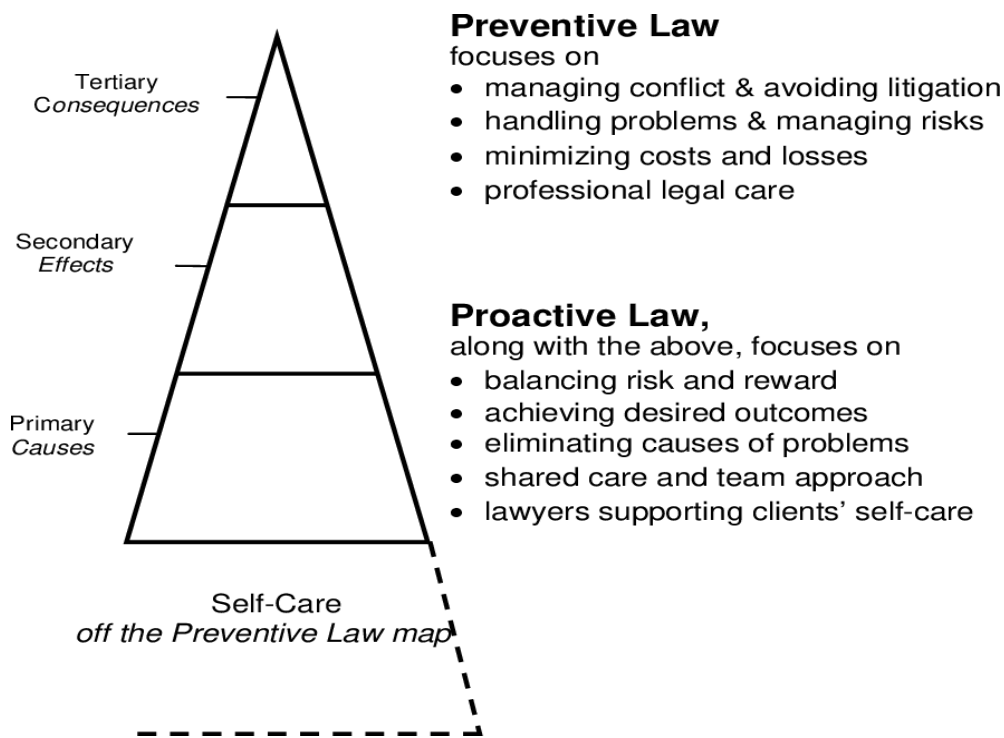 Tertiary
Consequences
Secondary
Effects
Primary
Causes
Self-Care
off the Preventive Law map
Preventive Law
focuses on
• managing conflict & avoiding litigation
• handling problems & managing risks
• minimizing costs and losses
• professional legal care
Proactive Law,
along with the above, focuses on
• balancing risk and reward
• achieving desired outcomes
• eliminating causes of problems
• shared care and team approach
• lawyers supporting clients’ self-care